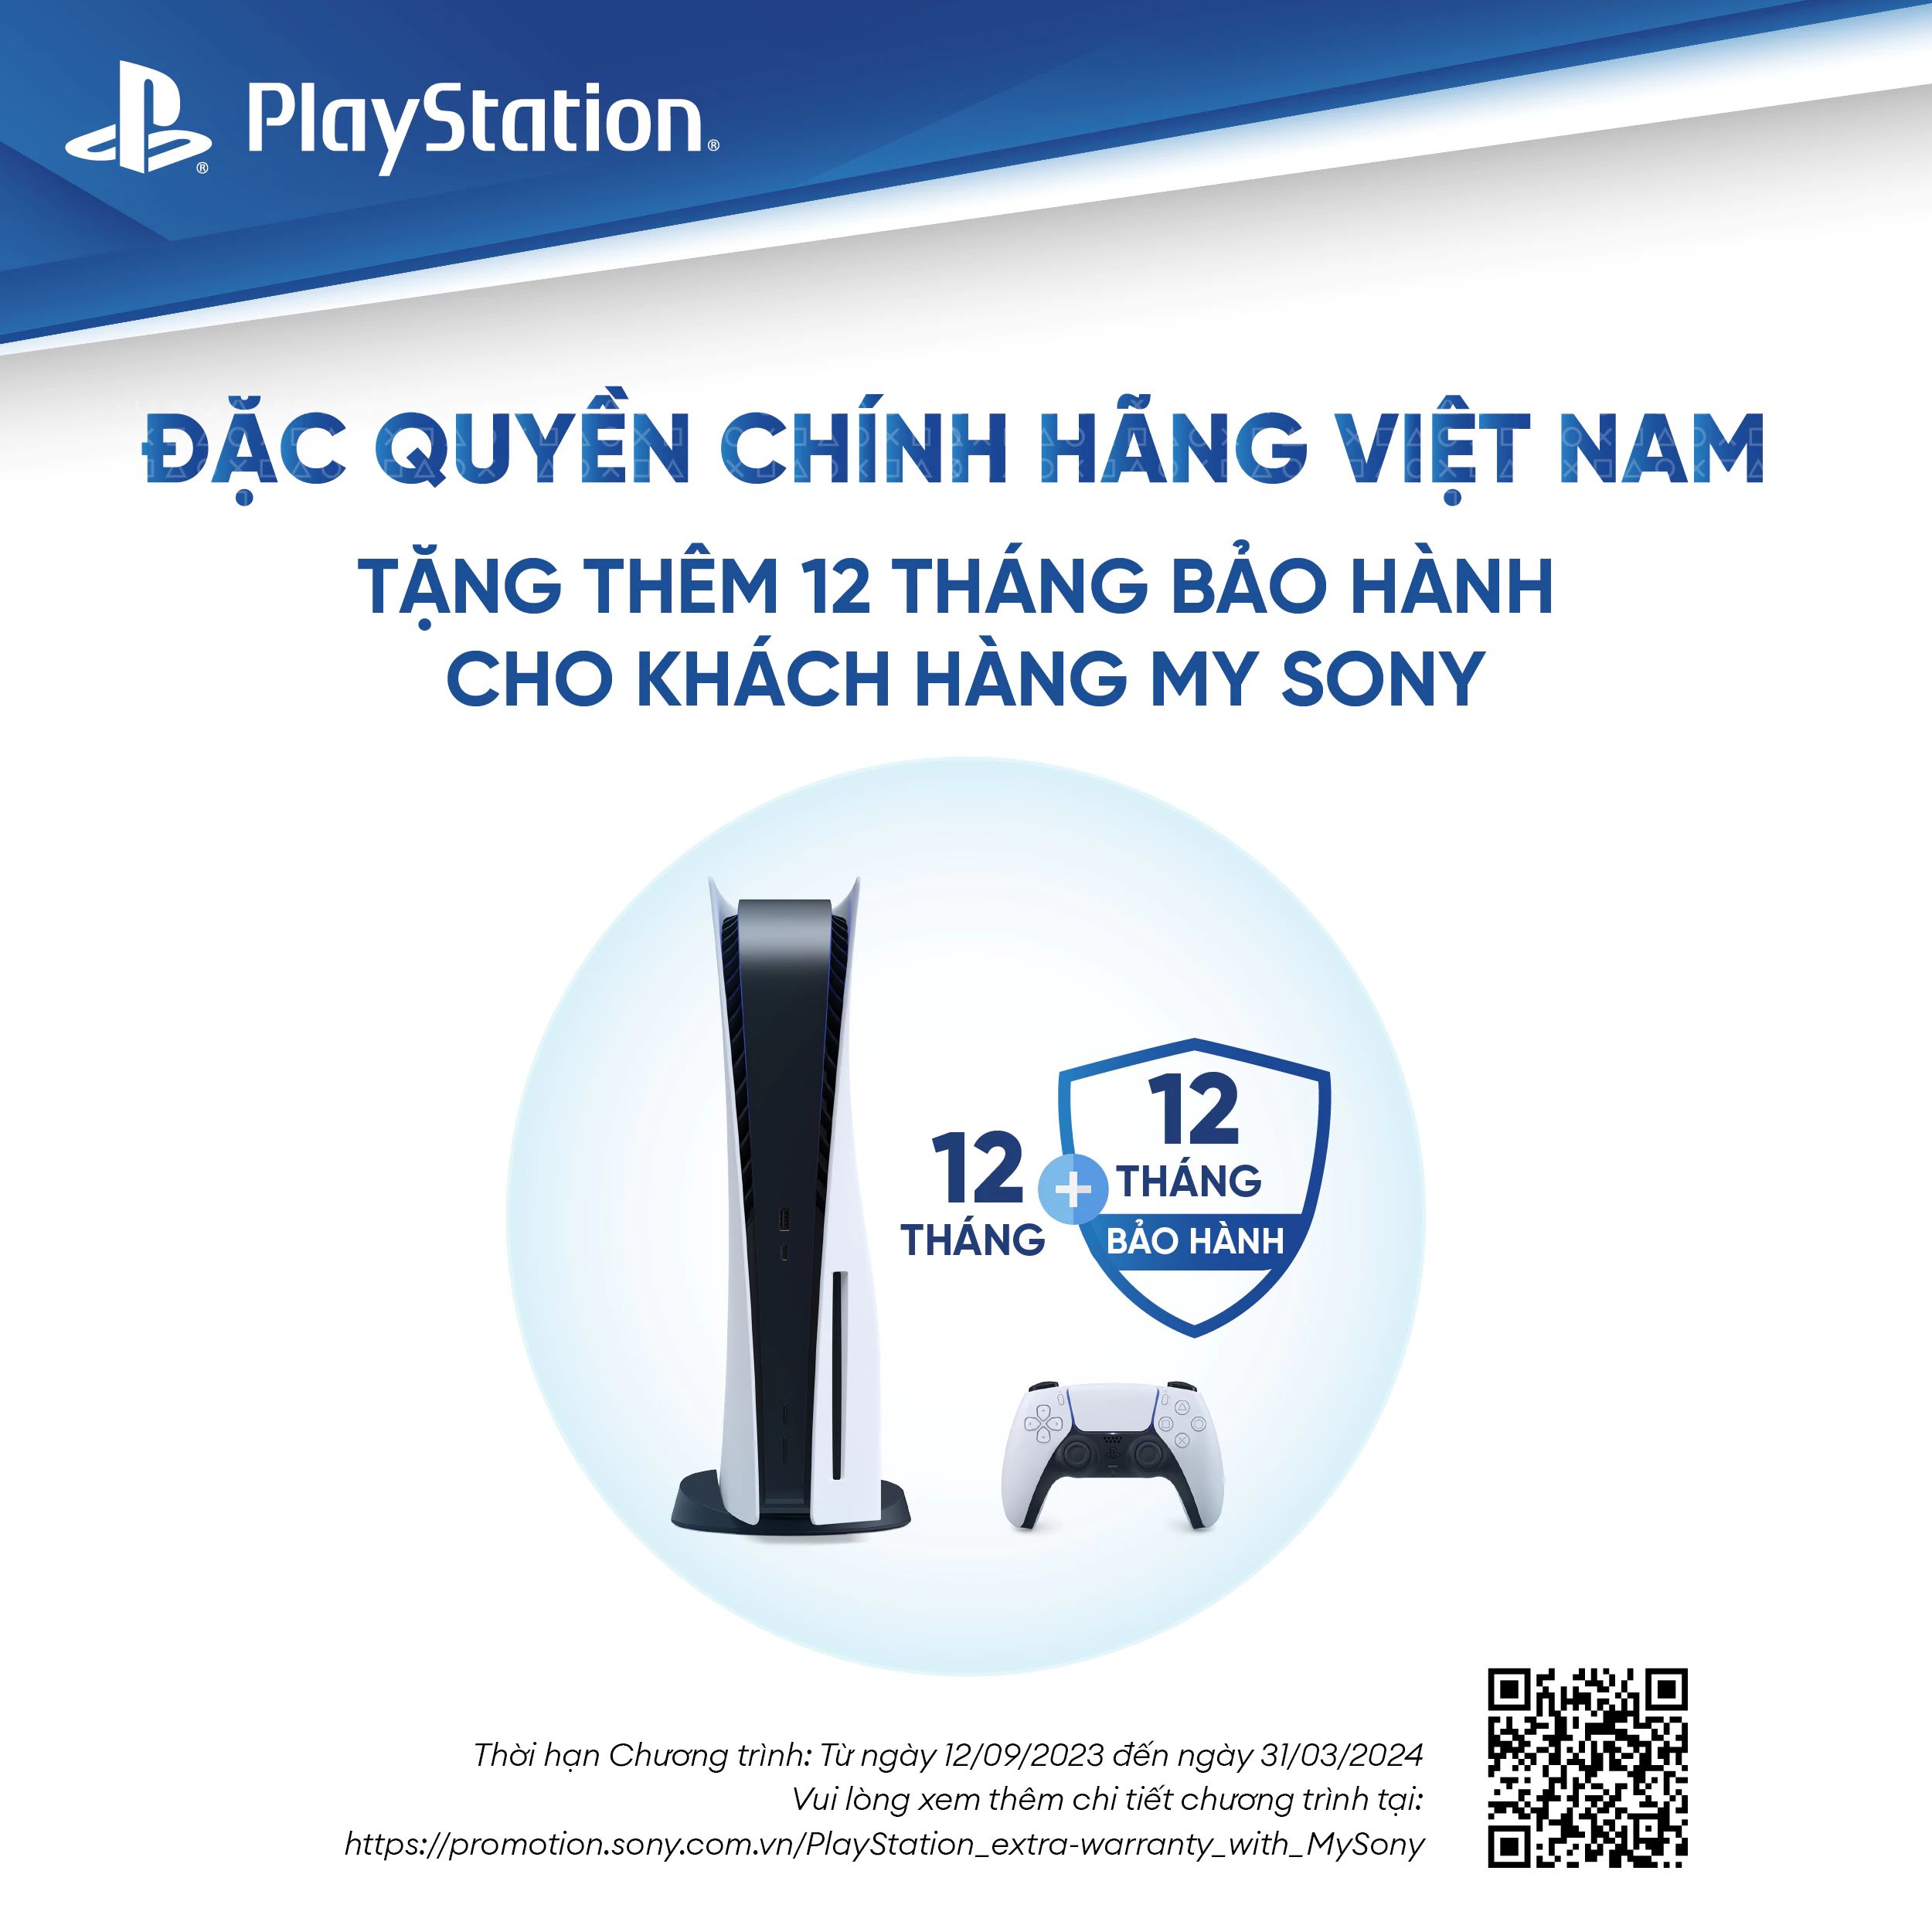 PlayStation®
ĐẶC QUYỀN CHÍNH HÃNG VIỆT NAM
TẶNG THÊM 12 THÁNG BẢO HÀNH
CHO KHÁCH HÀNG MY SONY
12
THÁNG
+
12
THÁNG
BẢO HÀNH
Thời hạn Chương trình: Từ ngày 12/09/2023 đến ngày 31/03/2024
Vui lòng xem thêm chi tiết chương trình tại:
https://promotion.sony.com.vn/PlayStation_extra-warranty_with_MySony